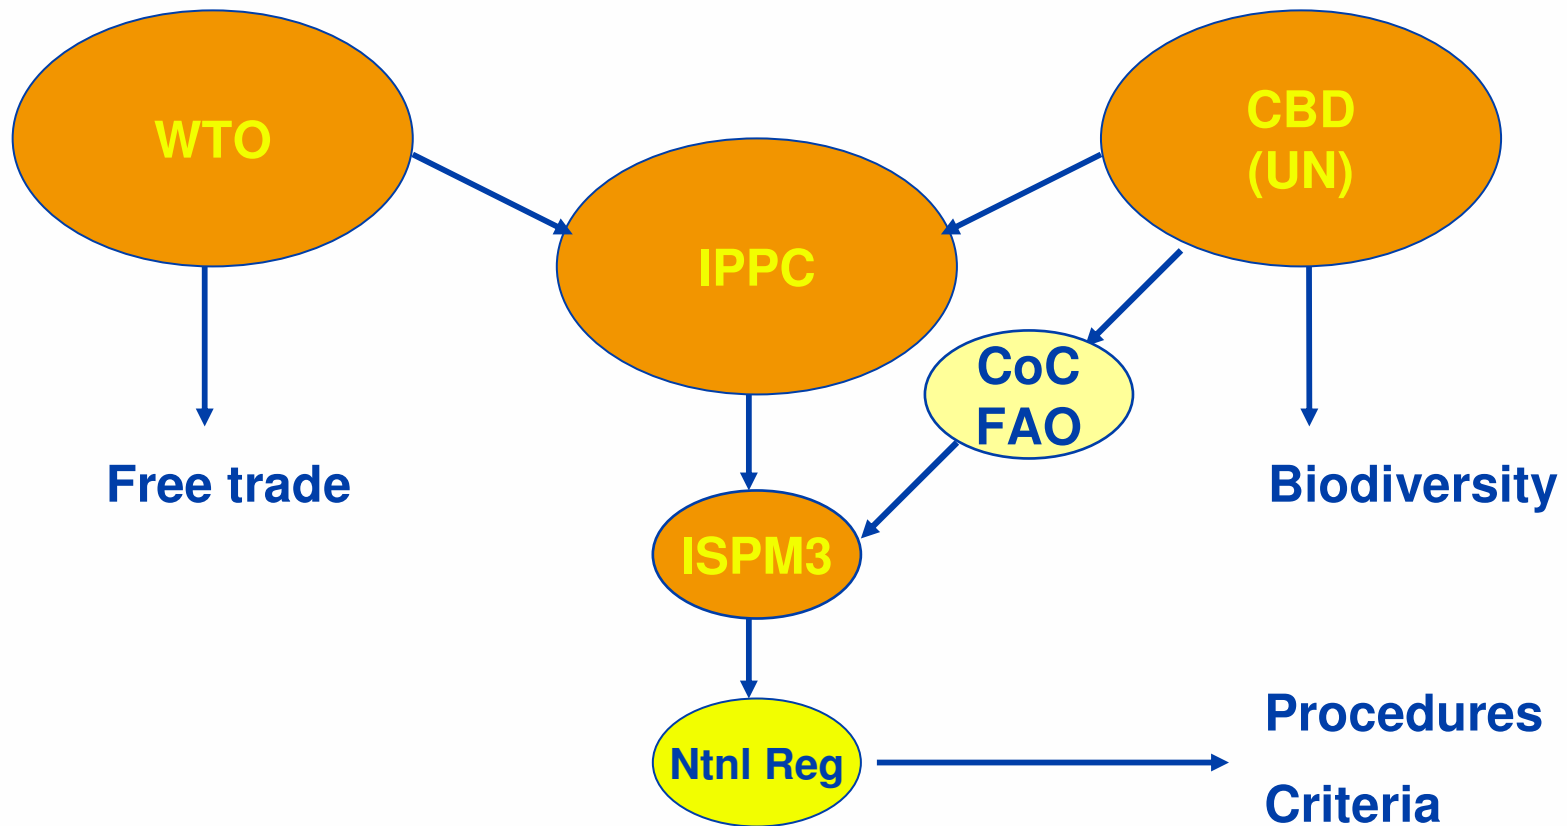 WTO
CBD
(UN)
IPPC
CoC
FAO
Free trade
Biodiversity
ISPM3
Procedures
Ntnl Reg
Criteria